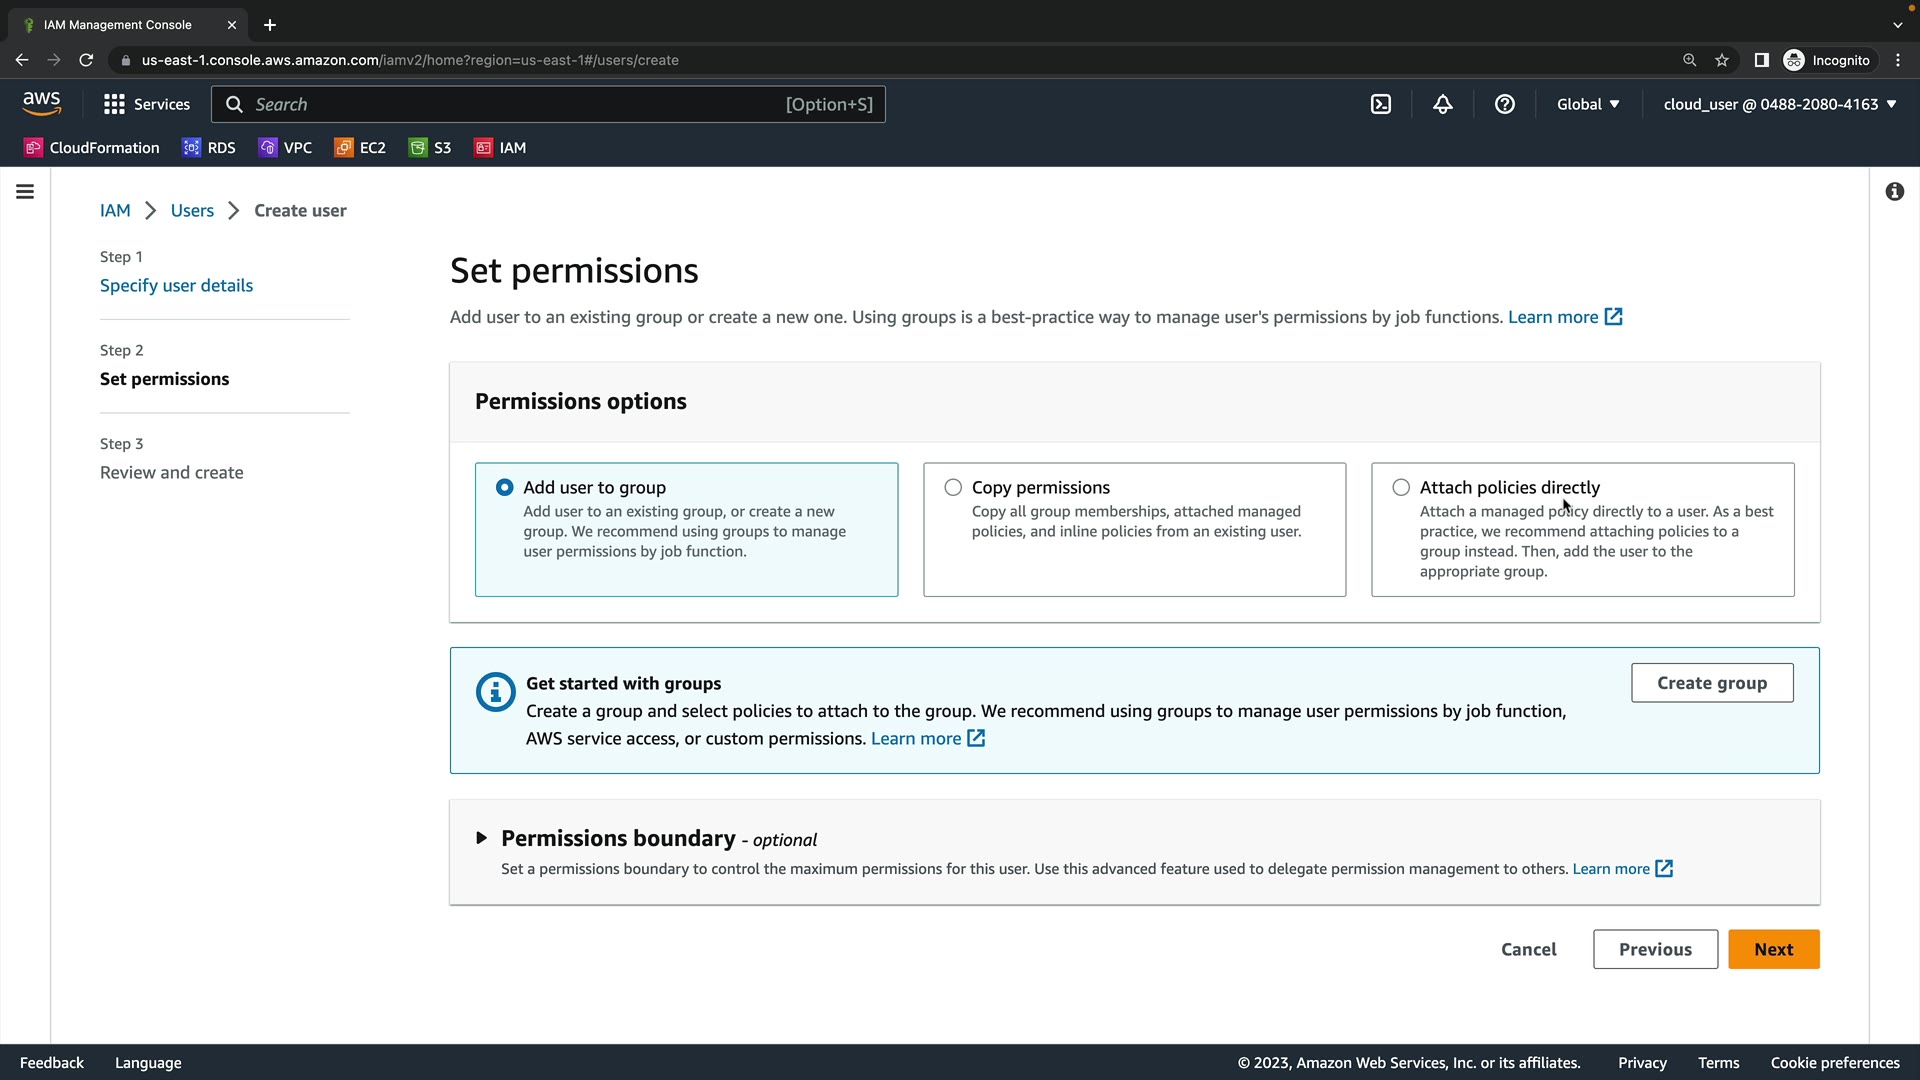 IAM Management Console
us-east-1.console.aws.amazon.com/iamv2/home?region=us-east-1#/users/create
Incognito
aws
Services
Search
[Option+S]
Global
cloud_user @ 0488-2080-4163
CloudFormation
RDS
VPC
EC2
S3
IAM
IAM
Users
Create user
Step 1
Specify user details
Step 2
Set permissions
Step 3
Review and create
Set permissions
Add user to an existing group or create a new one. Using groups is a best-practice way to manage user's permissions by job functions. Learn more
Permissions options
Add user to group
Add user to an existing group, or create a new
group. We recommend using groups to manage
user permissions by job function.
Copy permissions
Copy all group memberships, attached managed
policies, and inline policies from an existing user.
Attach policies directly
Attach a managed policy directly to a user. As a best
practice, we recommend attaching policies to a
group instead. Then, add the user to the
appropriate group.
Get started with groups
Create a group and select policies to attach to the group. We recommend using groups to manage user permissions by job function,
AWS service access, or custom permissions. Learn more
Create group
Permissions boundary - optional
Set a permissions boundary to control the maximum permissions for this user. Use this advanced feature used to delegate permission management to others. Learn more
Cancel
Previous
Next
Feedback
Language
© 2023, Amazon Web Services, Inc. or its affiliates.
Privacy
Terms
Cookie preferences